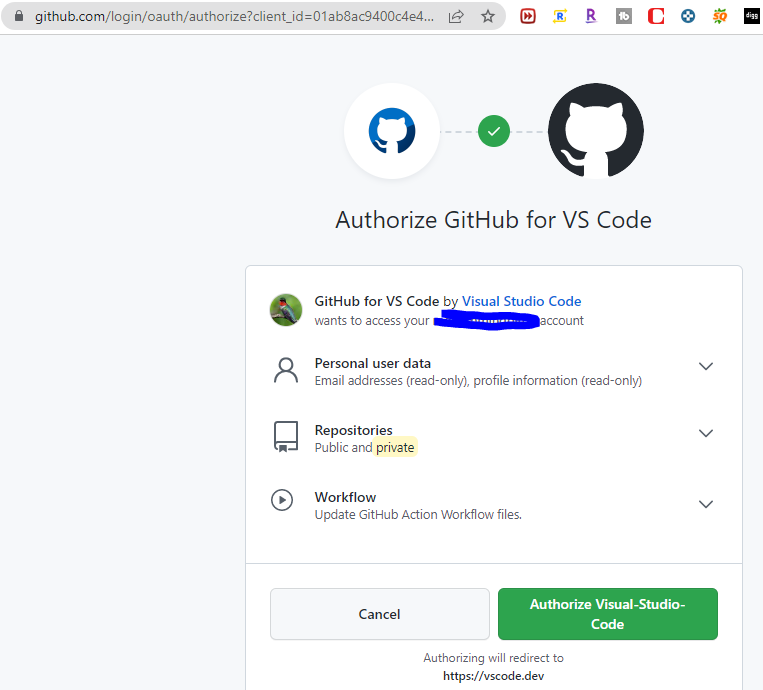 github.com/login/oauth/authorize?client_id=01ab8ac9400c4e4...
R
R
tb
C
SQ
digg
Authorize GitHub for VS Code
GitHub for VS Code by Visual Studio Code
wants to access your account
Personal user data
Email addresses (read-only), profile information (read-only)
Repositories
Public and private
Workflow
Update GitHub Action Workflow files.
Cancel
Authorize Visual-Studio-
Code
Authorizing will redirect to
https://vscode.dev